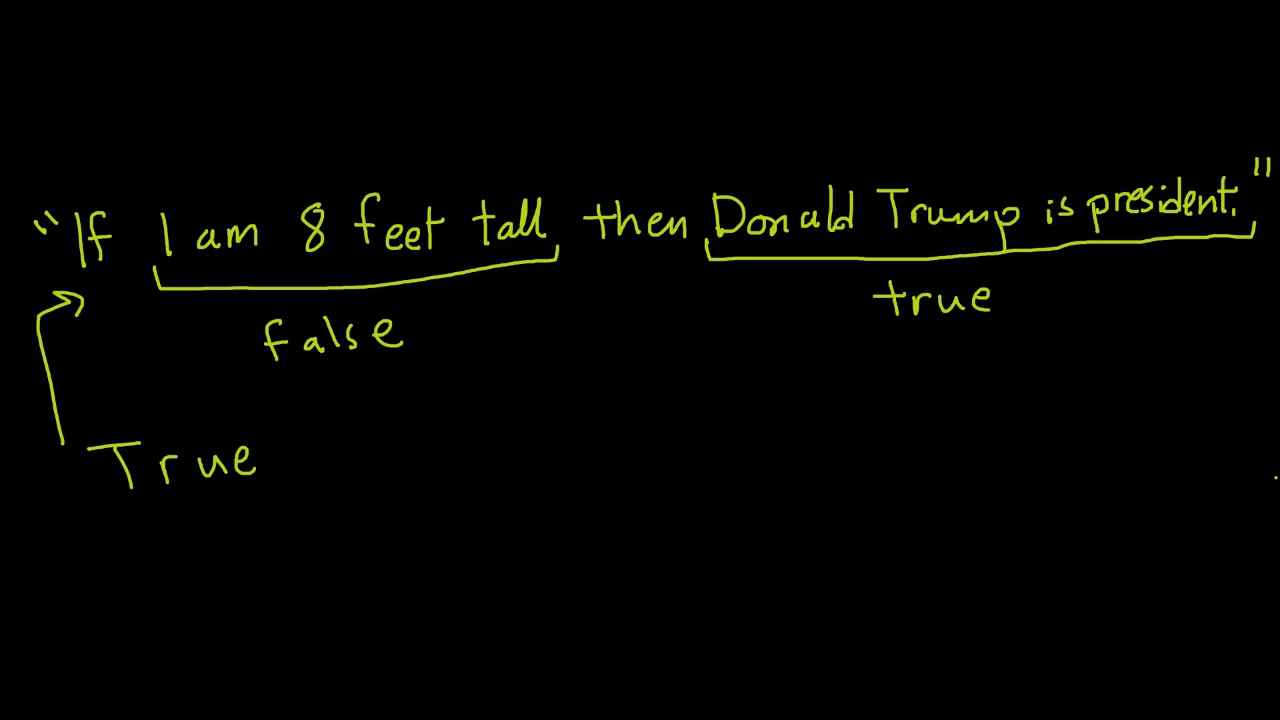 "If I am 8 feet tall then Donald Trump is president."
false
true
True